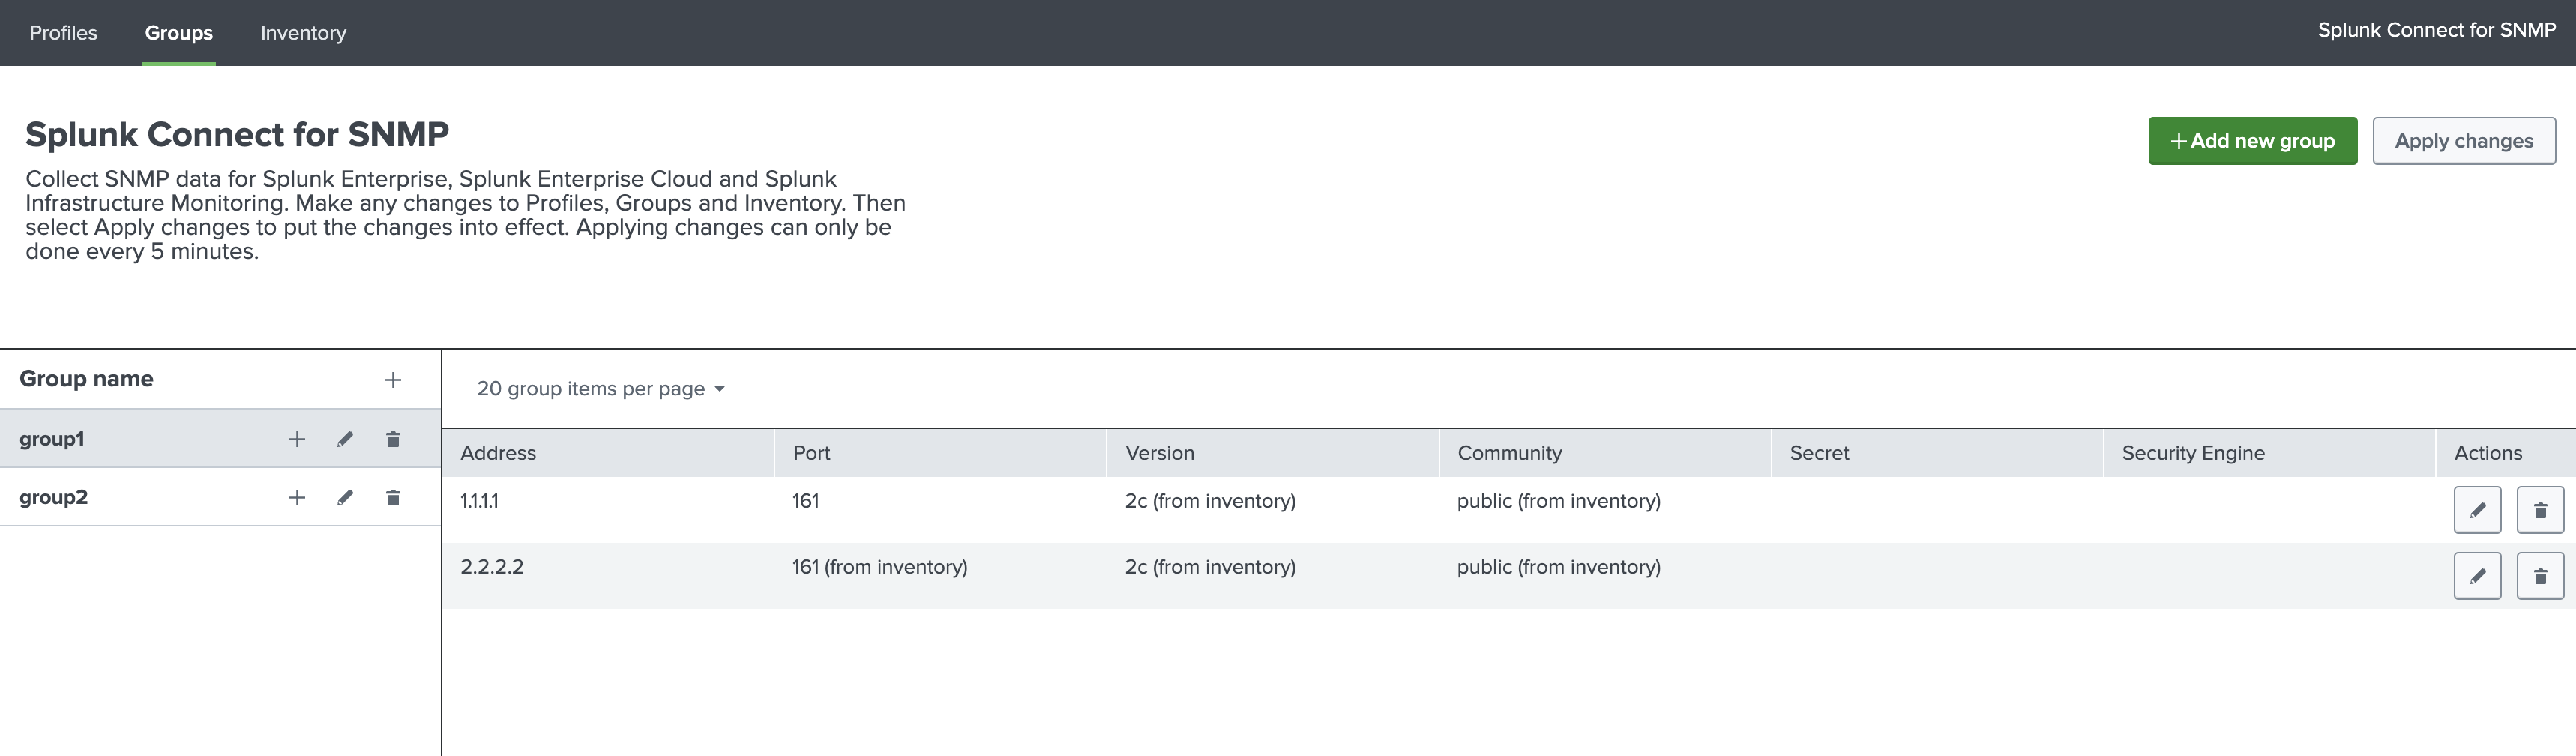 Profiles Groups Inventory Splunk Connect for SNMP
Splunk Connect for SNMP
+ Add new group Apply changes
Collect SNMP data for Splunk Enterprise, Splunk Enterprise Cloud and Splunk
Infrastructure Monitoring. Make any changes to Profiles, Groups and Inventory. Then
select Apply changes to put the changes into effect. Applying changes can only be
done every 5 minutes.
Group name
group1
group2
20 group items per page
Address Port Version Community Secret Security Engine Actions
1.1.1.1 161 2c (from inventory) public (from inventory)
2.2.2.2 161 (from inventory) 2c (from inventory) public (from inventory)